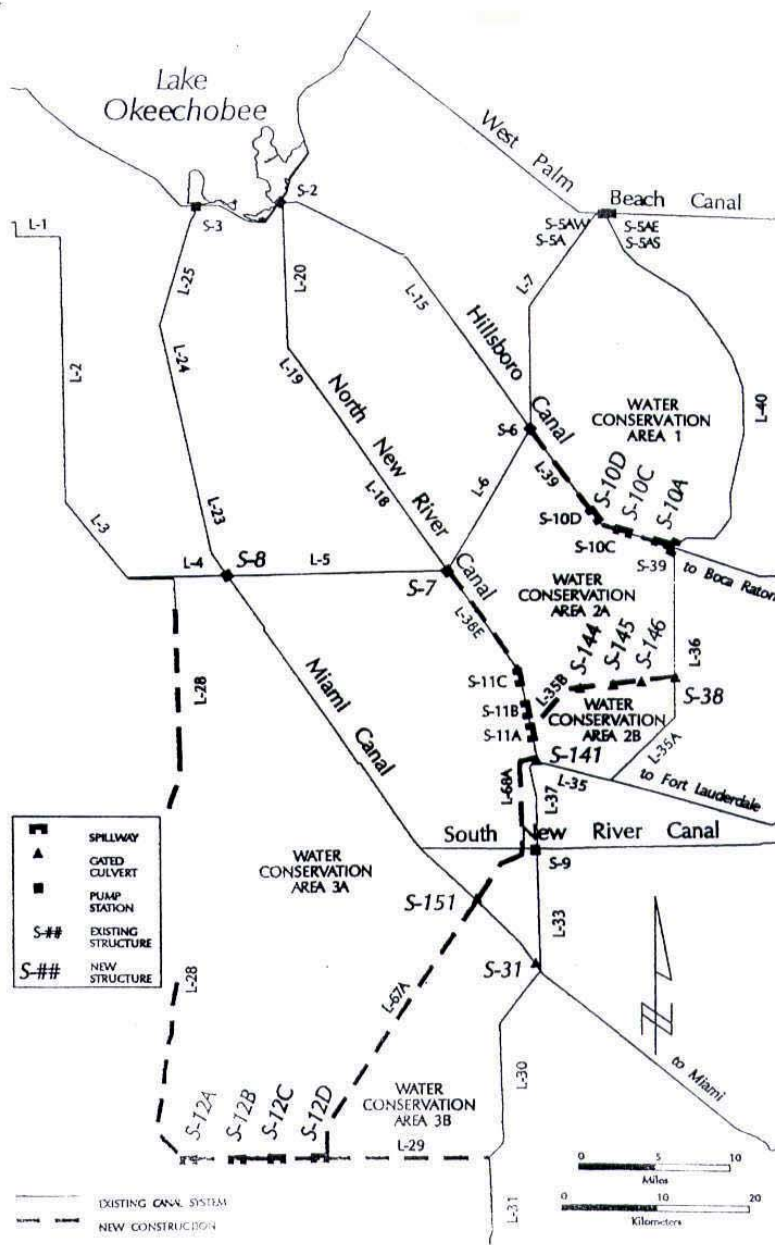 Lake
Okeechobee
West Palm
Beach Canal
S-2
S-3
S-5AW
S-5A
S-5AE
S-5AS
L-1
L-25
L-20
L-7
L-15
L-2
L-24
L-19
Hillsboro
Canal
L-40
WATER
CONSERVATION
AREA 1
North New River
Canal
S-6
L-39
S-10D
S-10C
S-10A
L-6
L-18
L-3
L-23
S-10D
S-10C
S-39
L-4
S-8
L-5
S-7
to Boca Raton
WATER
CONSERVATION
AREA 2A
L-38E
S-144
S-145
S-146
L-36
L-28
Miami
Canal
S-11C
L-35B
S-38
S-11B
WATER
CONSERVATION
AREA 2B
S-11A
S-141
L-35A
L-68A
L-37
L-35
to Fort Lauderdale
South New River Canal
SPILLWAY
GATED
CULVERT
PUMP
STATION
S-## EXISTING
STRUCTURE
S-## NEW
STRUCTURE
WATER
CONSERVATION
AREA 3A
S-9
S-151
L-33
S-31
L-28
L-67A
to Miami
L-30
S-12A
S-12B
S-12C
S-12D
WATER
CONSERVATION
AREA 3B
L-29
L-31
0 5 10
Miles
0 10 20
Kilometers
EXISTING CANAL SYSTEM
NEW CONSTRUCTION